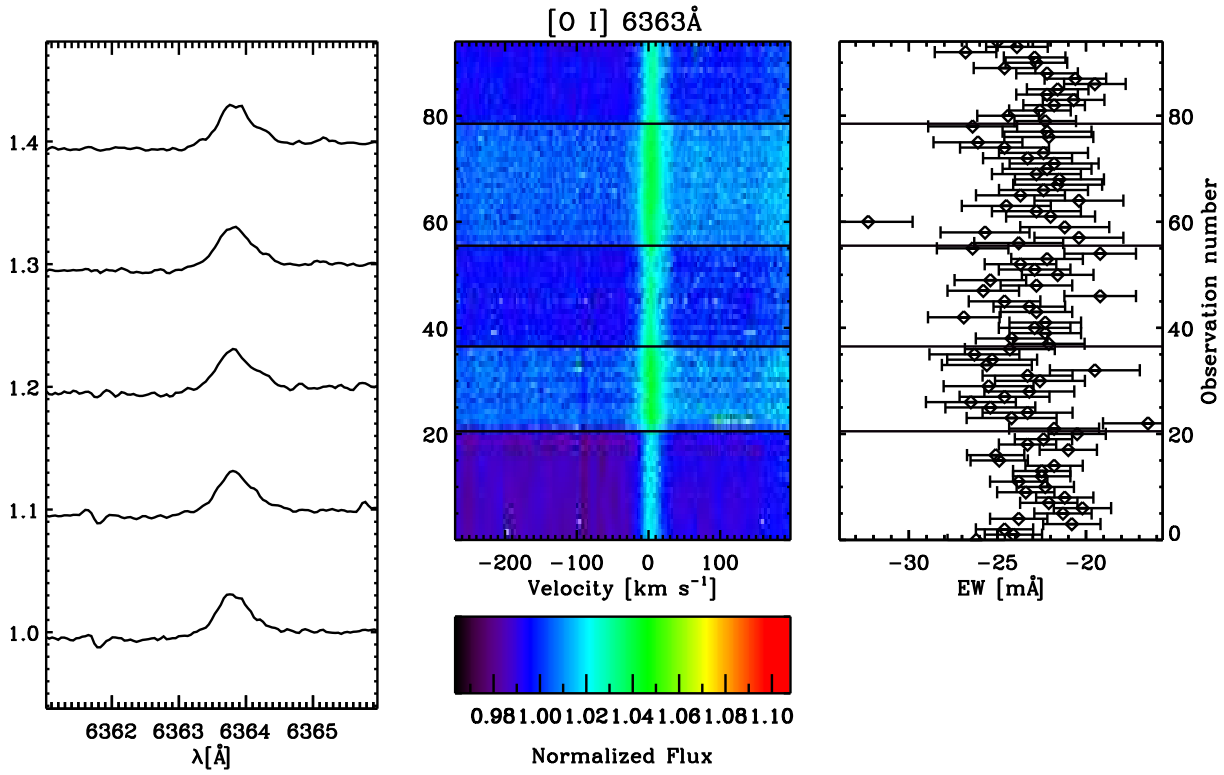 [O I] 6363Å
1.4
1.3
1.2
1.1
1.0
6362 6363 6364 6365
λ[Å]
80
60
40
20
-200 -100 0 100
Velocity [km s⁻¹]
0.98 1.00 1.02 1.04 1.06 1.08 1.10
Normalized Flux
80
60
40
20
0
Observation number
-30 -25 -20
EW [mÅ]